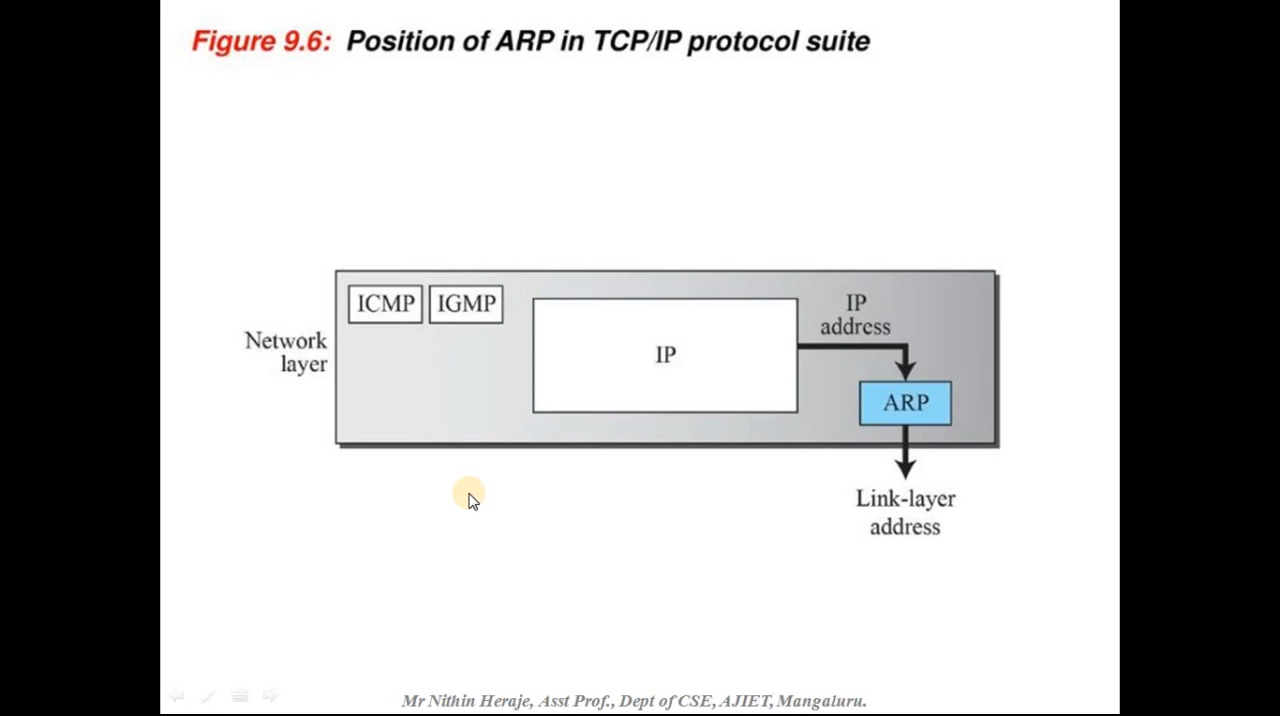 Figure 9.6: Position of ARP in TCP/IP protocol suite
ICMP
IGMP
Network
layer
IP
IP
address
ARP
Link-layer
address
Mr Nithin Heraje, Asst Prof., Dept of CSE, AJIET, Mangaluru.